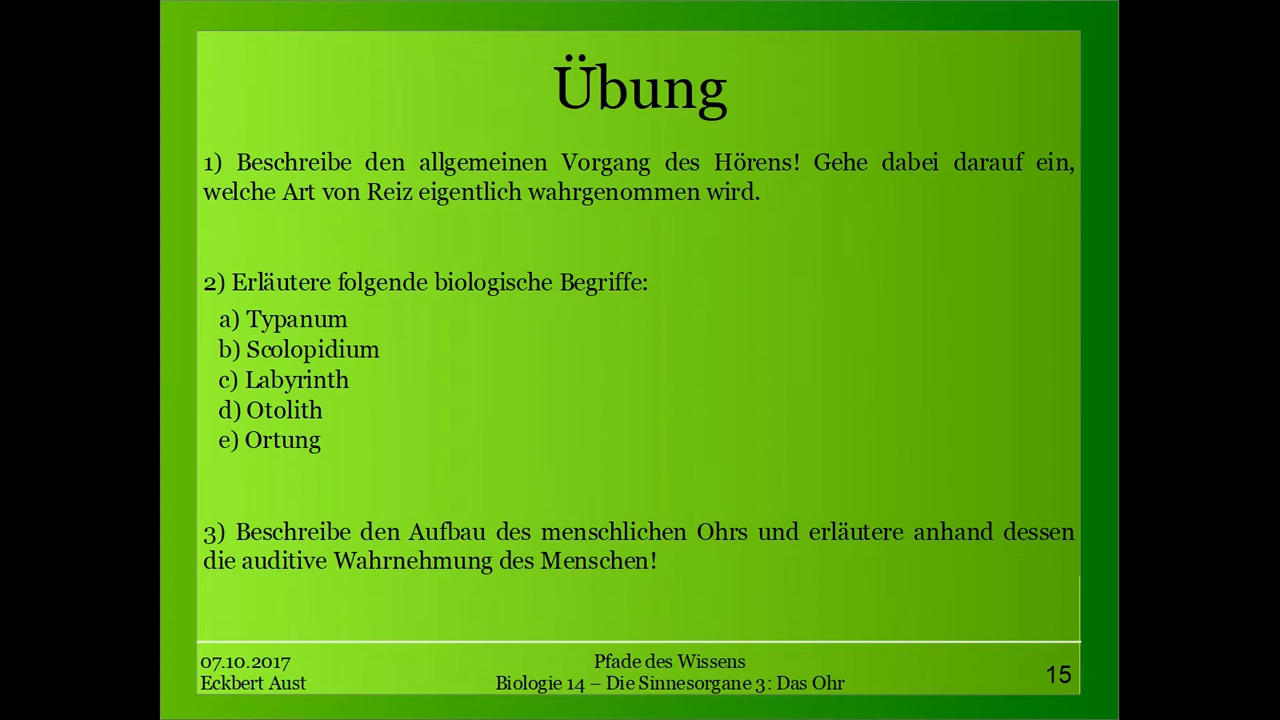 Übung
1) Beschreibe den allgemeinen Vorgang des Hörens! Gehe dabei darauf ein,
welche Art von Reiz eigentlich wahrgenommen wird.
2) Erläutere folgende biologische Begriffe:
a) Typanum
b) Scolopidium
c) Labyrinth
d) Otolith
e) Ortung
3) Beschreibe den Aufbau des menschlichen Ohrs und erläutere anhand dessen
die auditive Wahrnehmung des Menschen!
07.10.2017
Eckbert Aust
Pfade des Wissens
Biologie 14 – Die Sinnesorgane 3: Das Ohr
15